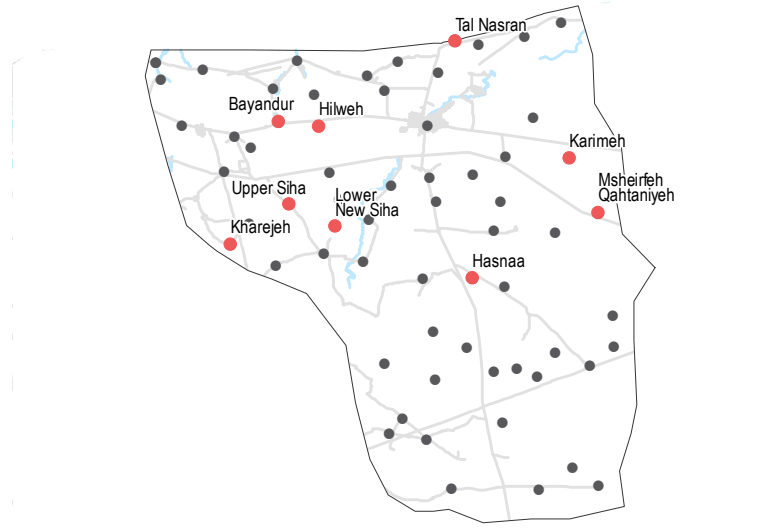 Tal Nasran
Bayandur
Hilweh
Karimeh
Msheirfeh
Qahtaniyeh
Upper Siha
Lower
New Siha
Kharejeh
Hasnaa